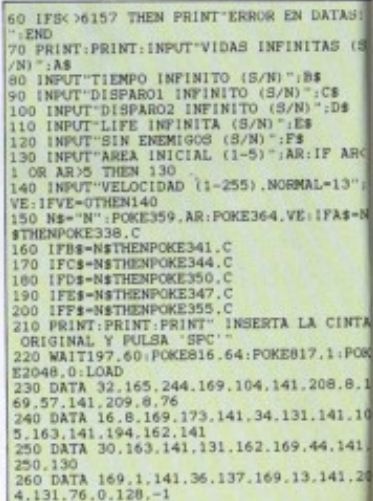 60 IFS<>6157 THEN PRINT"ERROR EN DATAS!
":END
70 PRINT:PRINT:INPUT"VIDAS INFINITAS (S
/N)";A$
80 INPUT"TIEMPO INFINITO (S/N)";B$
90 INPUT"DISPARO1 INFINITO (S/N)";C$
100 INPUT"DISPARO2 INFINITO (S/N)";D$
110 INPUT"LIFE INFINITA (S/N)";E$
120 INPUT"SIN ENEMIGOS (S/N)";F$
130 INPUT"AREA INICIAL (1-5)";AR:IF AR<
1 OR AR>5 THEN 130
140 INPUT"VELOCIDAD (1-255).NORMAL=13";
VE:IFVE=0THEN140
150 N$="N":POKE359,AR:POKE364,VE:IFA$=N
$THENPOKE338,C
160 IFB$=N$THENPOKE341,C
170 IFC$=N$THENPOKE344,C
180 IFD$=N$THENPOKE350,C
190 IFE$=N$THENPOKE347,C
200 IFF$=N$THENPOKE355,C
210 PRINT:PRINT:PRINT" INSERTA LA CINTA
ORIGINAL Y PULSA 'SPC'"
220 WAIT197,60:POKE816,64:POKE817,1:POK
E2048,0:LOAD
230 DATA 32,165,244,169,104,141,208,8,1
69,57,141,209,8,76
240 DATA 16,8,169,173,141,34,131,141,10
5,163,141,194,162,141
250 DATA 30,163,141,131,162,169,44,141,
250,130
260 DATA 169,1,141,36,137,169,13,141,20
4,131,76,0,128,-1